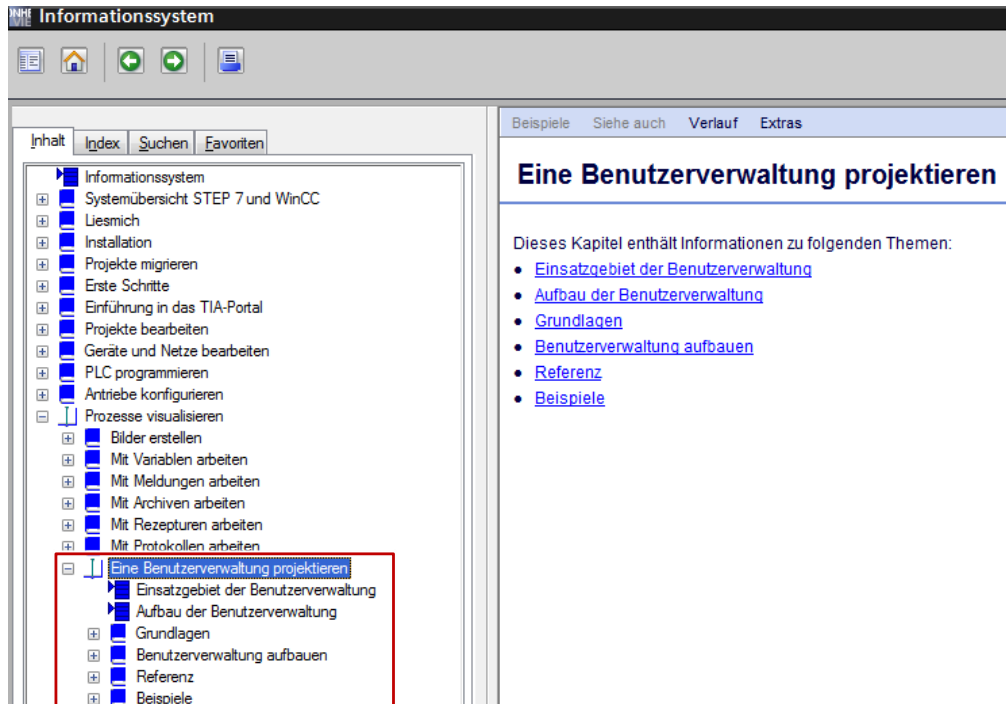 Informationssystem
Inhalt Index Suchen Favoriten
Informationssystem
Systemübersicht STEP 7 und WinCC
Liesmich
Installation
Projekte migrieren
Erste Schritte
Einführung in das TIA-Portal
Projekte bearbeiten
Geräte und Netze bearbeiten
PLC programmieren
Antriebe konfigurieren
Prozesse visualisieren
Bilder erstellen
Mit Variablen arbeiten
Mit Meldungen arbeiten
Mit Archiven arbeiten
Mit Rezepturen arbeiten
Mit Protokollen arbeiten
Eine Benutzerverwaltung projektieren
Einsatzgebiet der Benutzerverwaltung
Aufbau der Benutzerverwaltung
Grundlagen
Benutzerverwaltung aufbauen
Referenz
Beispiele
Beispiele Siehe auch Verlauf Extras
Eine Benutzerverwaltung projektieren
Dieses Kapitel enthält Informationen zu folgenden Themen:
Einsatzgebiet der Benutzerverwaltung
Aufbau der Benutzerverwaltung
Grundlagen
Benutzerverwaltung aufbauen
Referenz
Beispiele